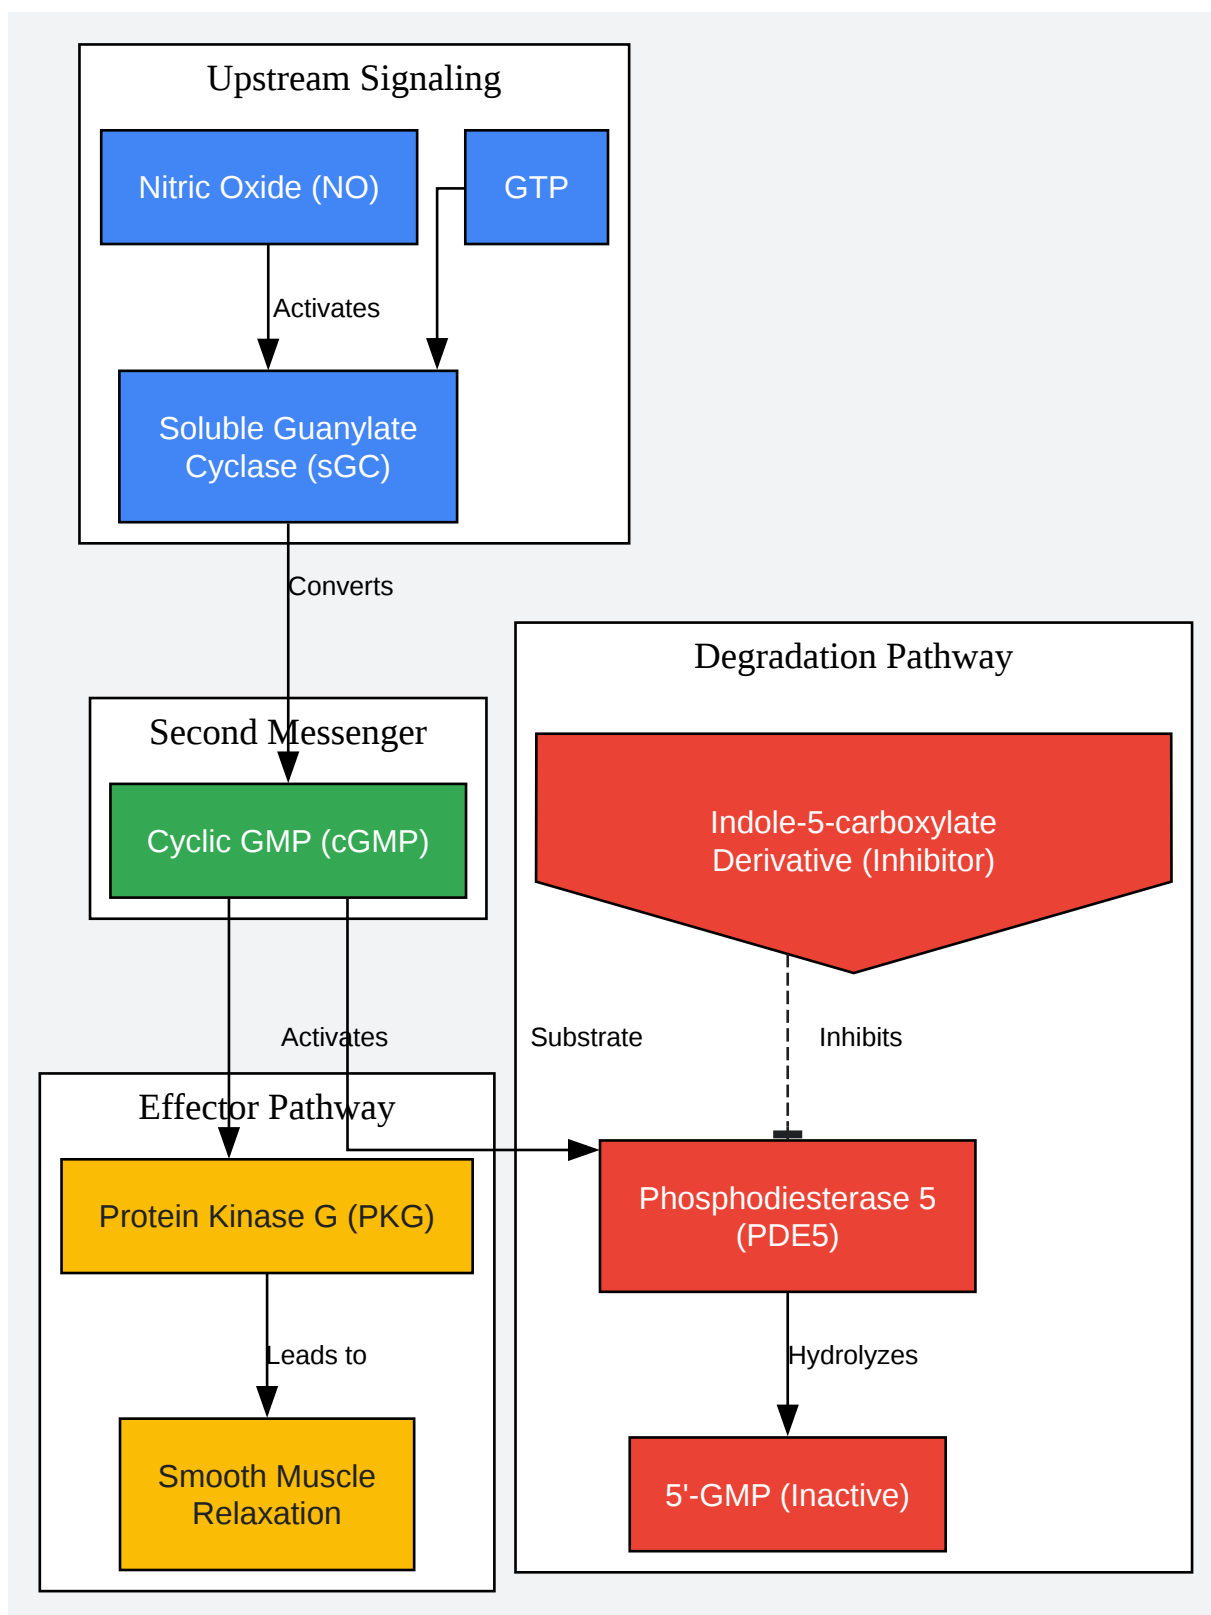 Upstream Signaling
Nitric Oxide (NO)
GTP
Activates
Soluble Guanylate
Cyclase (sGC)
Converts
Second Messenger
Cyclic GMP (cGMP)
Degradation Pathway
Indole-5-carboxylate
Derivative (Inhibitor)
Activates
Substrate
Inhibits
Effector Pathway
Protein Kinase G (PKG)
Phosphodiesterase 5
(PDE5)
Leads to
Hydrolyzes
Smooth Muscle
Relaxation
5'-GMP (Inactive)